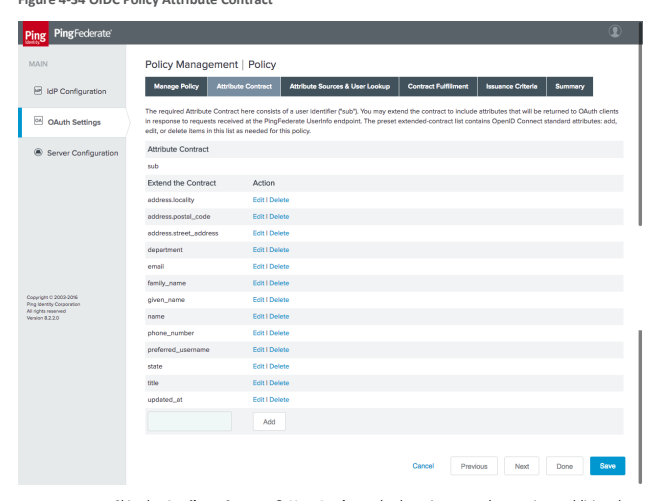 Figure 4-34 OIDC Policy Attribute Contract
Ping
Identity
PingFederate®
MAIN
IdP Configuration
OAuth Settings
Server Configuration
Copyright © 2003-2016
Ping Identity Corporation
All rights reserved
Version 8.2.2.0
Policy Management | Policy
Manage Policy
Attribute Contract
Attribute Sources & User Lookup
Contract Fulfillment
Issuance Criteria
Summary
The required Attribute Contract here consists of a user identifier ("sub"). You may extend the contract to include attributes that will be returned to OAuth clients
in response to requests received at the PingFederate UserInfo endpoint. The preset extended-contract list contains OpenID Connect standard attributes: add,
edit, or delete items in this list as needed for this policy.
Attribute Contract
sub
Extend the Contract Action
address.locality Edit | Delete
address.postal_code Edit | Delete
address.street_address Edit | Delete
department Edit | Delete
email Edit | Delete
family_name Edit | Delete
given_name Edit | Delete
name Edit | Delete
phone_number Edit | Delete
preferred_username Edit | Delete
state Edit | Delete
title Edit | Delete
updated_at Edit | Delete
Add
Cancel
Previous
Next
Done
Save